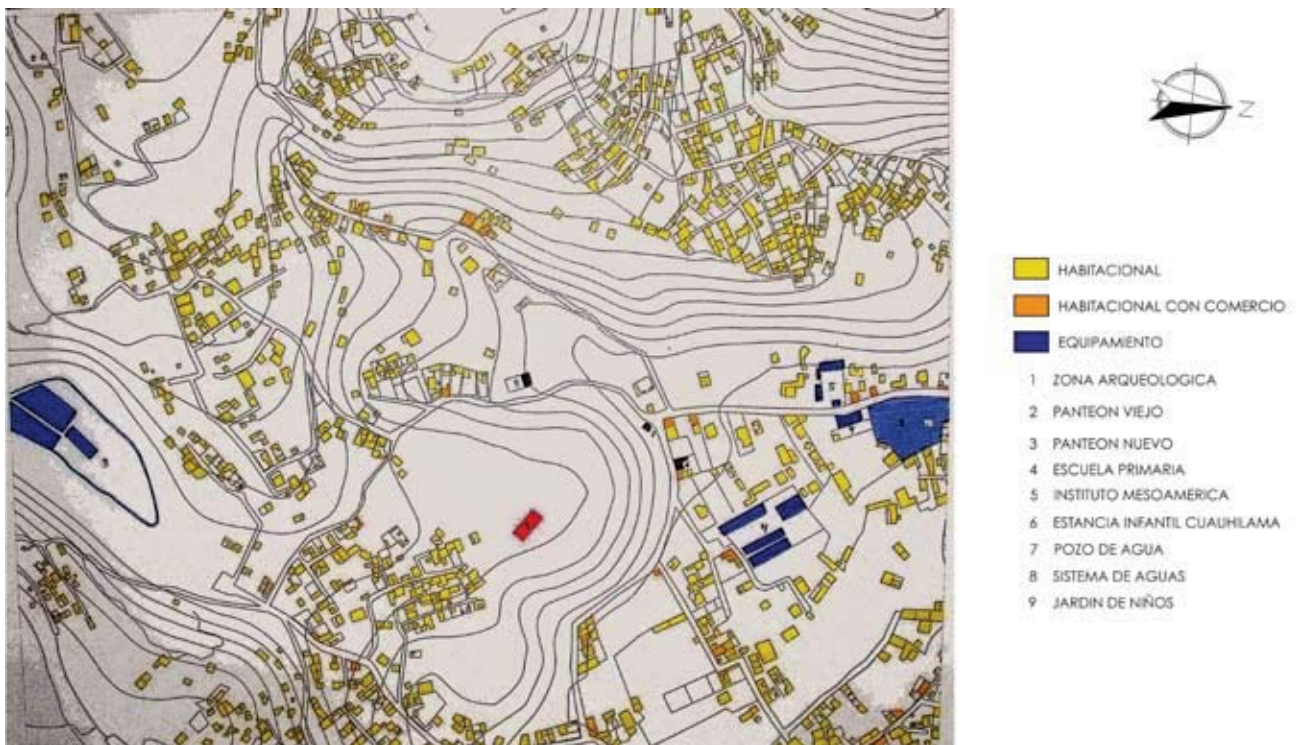 Z
HABITACIONAL
HABITACIONAL CON COMERCIO
EQUIPAMIENTO
1 ZONA ARQUEOLOGICA
2 PANTEON VIEJO
3 PANTEON NUEVO
4 ESCUELA PRIMARIA
5 INSTITUTO MESOAMERICA
6 ESTANCIA INFANTIL CUAUHILAMA
7 POZO DE AGUA
8 SISTEMA DE AGUAS
9 JARDIN DE NIÑOS